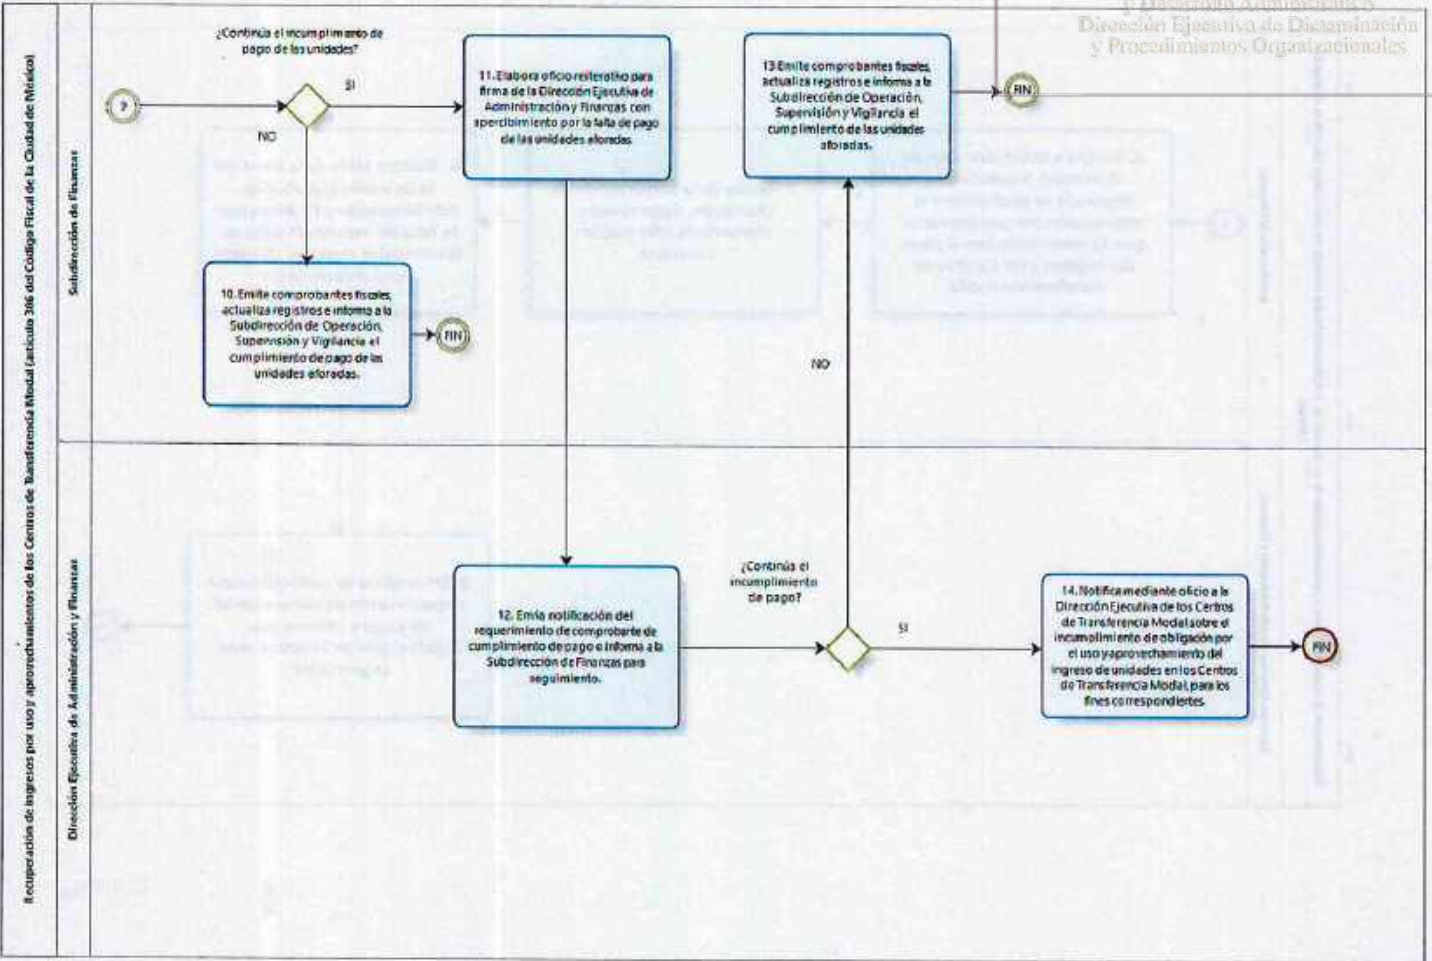 y Desarrollo Administrativo
Dirección Ejecutiva de Dictaminación
y Procedimientos Organizacionales
Recuperación de ingresos por uso y aprovechamientos de los Centros de Transferencia Modal (artículo 306 del Código Fiscal de la Ciudad de México)
Subdirección de Finanzas
?
¿Continúa el incumplimiento de
pago de las unidades?
SI
NO
10. Emite comprobantes fiscales,
actualiza registros e informa a la
Subdirección de Operación,
Supervisión y Vigilancia el
cumplimiento de pago de las
unidades aforadas.
FIN
11. Elabora oficio reiterativo para
firma de la Dirección Ejecutiva de
Administración y Finanzas con
apercibimiento por la falta de pago
de las unidades aforadas.
13 Emite comprobantes fiscales,
actualiza registros e informa a la
Subdirección de Operación,
Supervisión y Vigilancia el
cumplimiento de las unidades
aforadas.
FIN
NO
Dirección Ejecutiva de Administración y Finanzas
12. Envía notificación del
requerimiento de comprobante de
cumplimiento de pago e informa a la
Subdirección de Finanzas para
seguimiento.
¿Continúa el
incumplimiento
de pago?
SI
14. Notifica mediante oficio a la
Dirección Ejecutiva de los Centros
de Transferencia Modal sobre el
incumplimiento de obligación por
el uso y aprovechamiento del
ingreso de unidades en los Centros
de Transferencia Modal, para los
fines correspondientes.
FIN